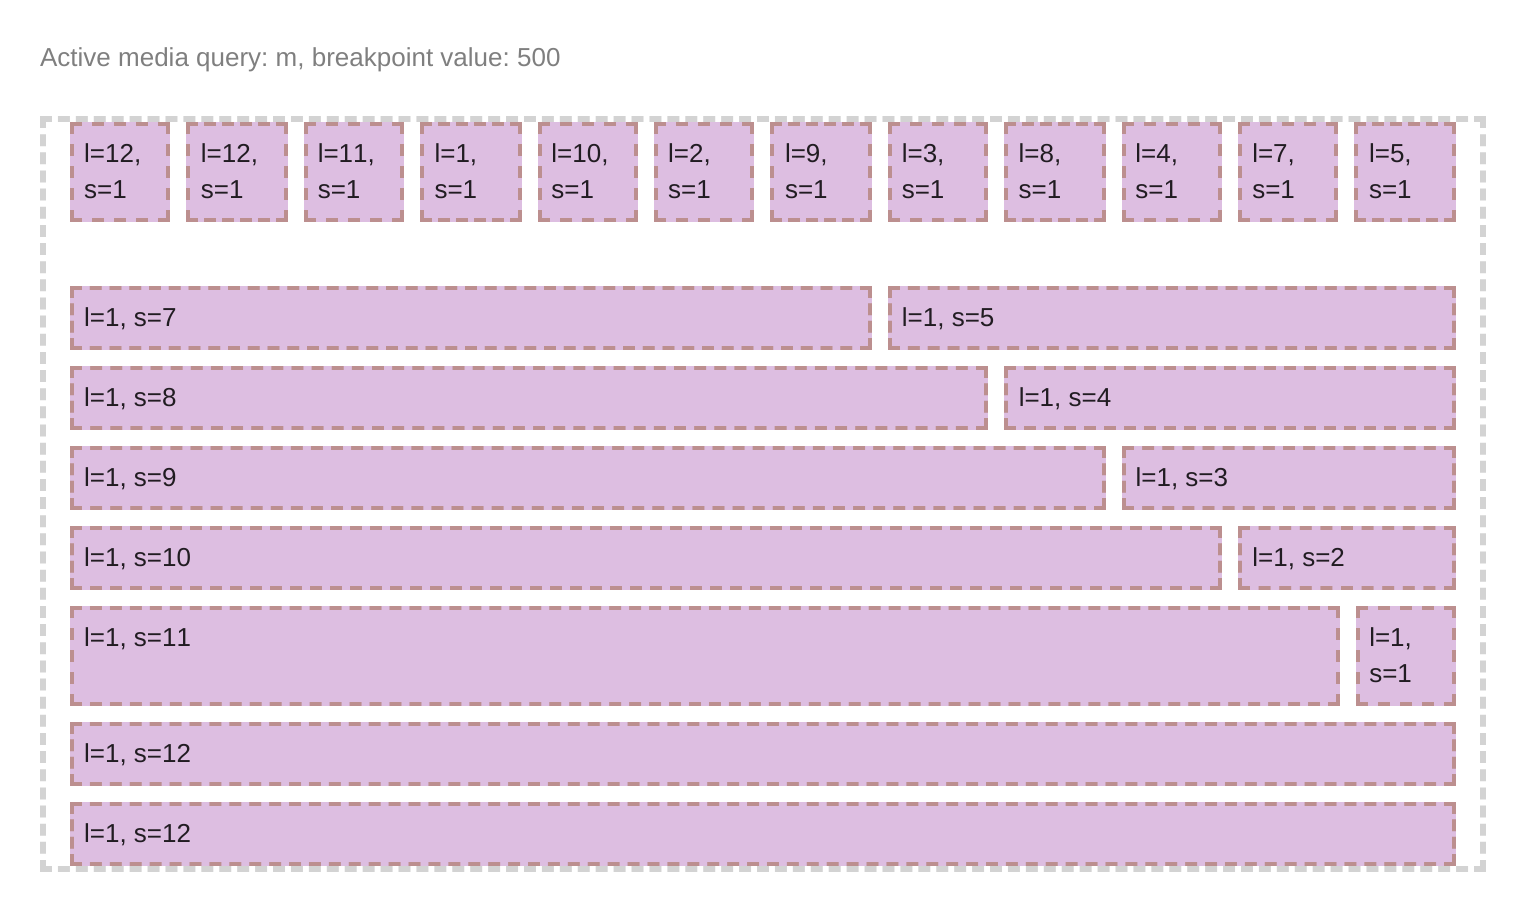 Active media query: m, breakpoint value: 500
l=12, l=12, l=11, l=1, l=10, l=2, l=9, l=3, l=8, l=4, l=7, l=5,
s=1 s=1 s=1 s=1 s=1 s=1 s=1 s=1 s=1 s=1 s=1 s=1
l=1, s=7 l=1, s=5
l=1, s=8 l=1, s=4
l=1, s=9 l=1, s=3
l=1, s=10 l=1, s=2
l=1, s=11 l=1,
s=1
l=1, s=12
l=1, s=12